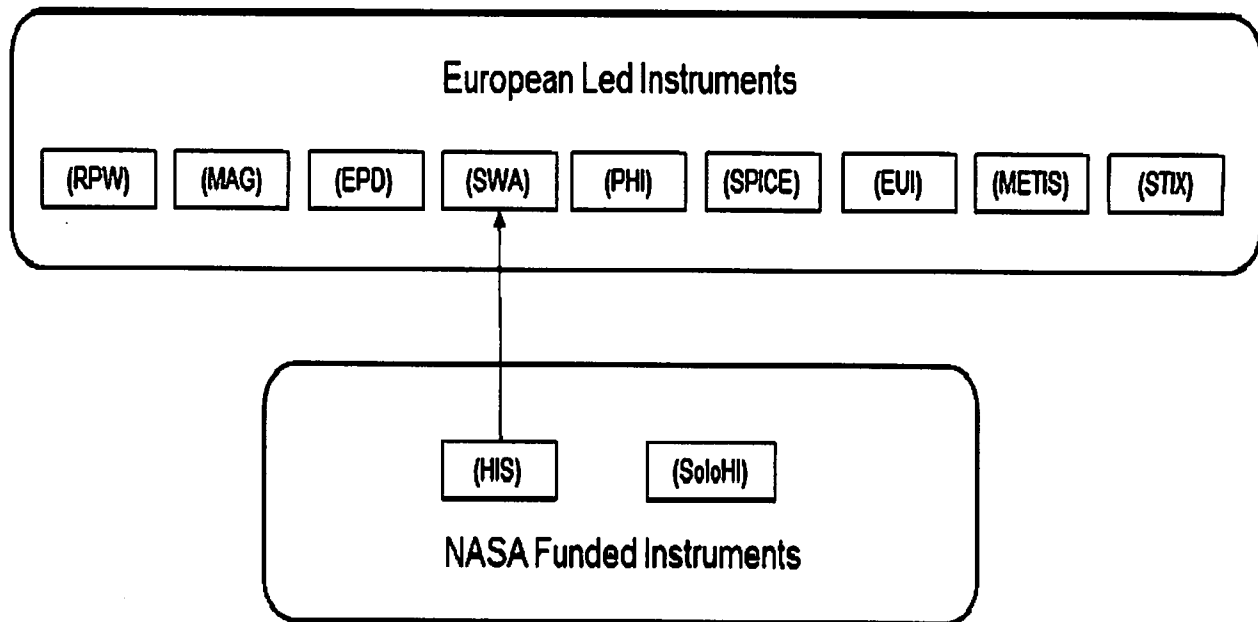 European Led Instruments
(RPW) (MAG) (EPD) (SWA) (PHI) (SPICE) (EUI) (METIS) (STIX)
(HIS) (SoloHI)
NASA Funded Instruments